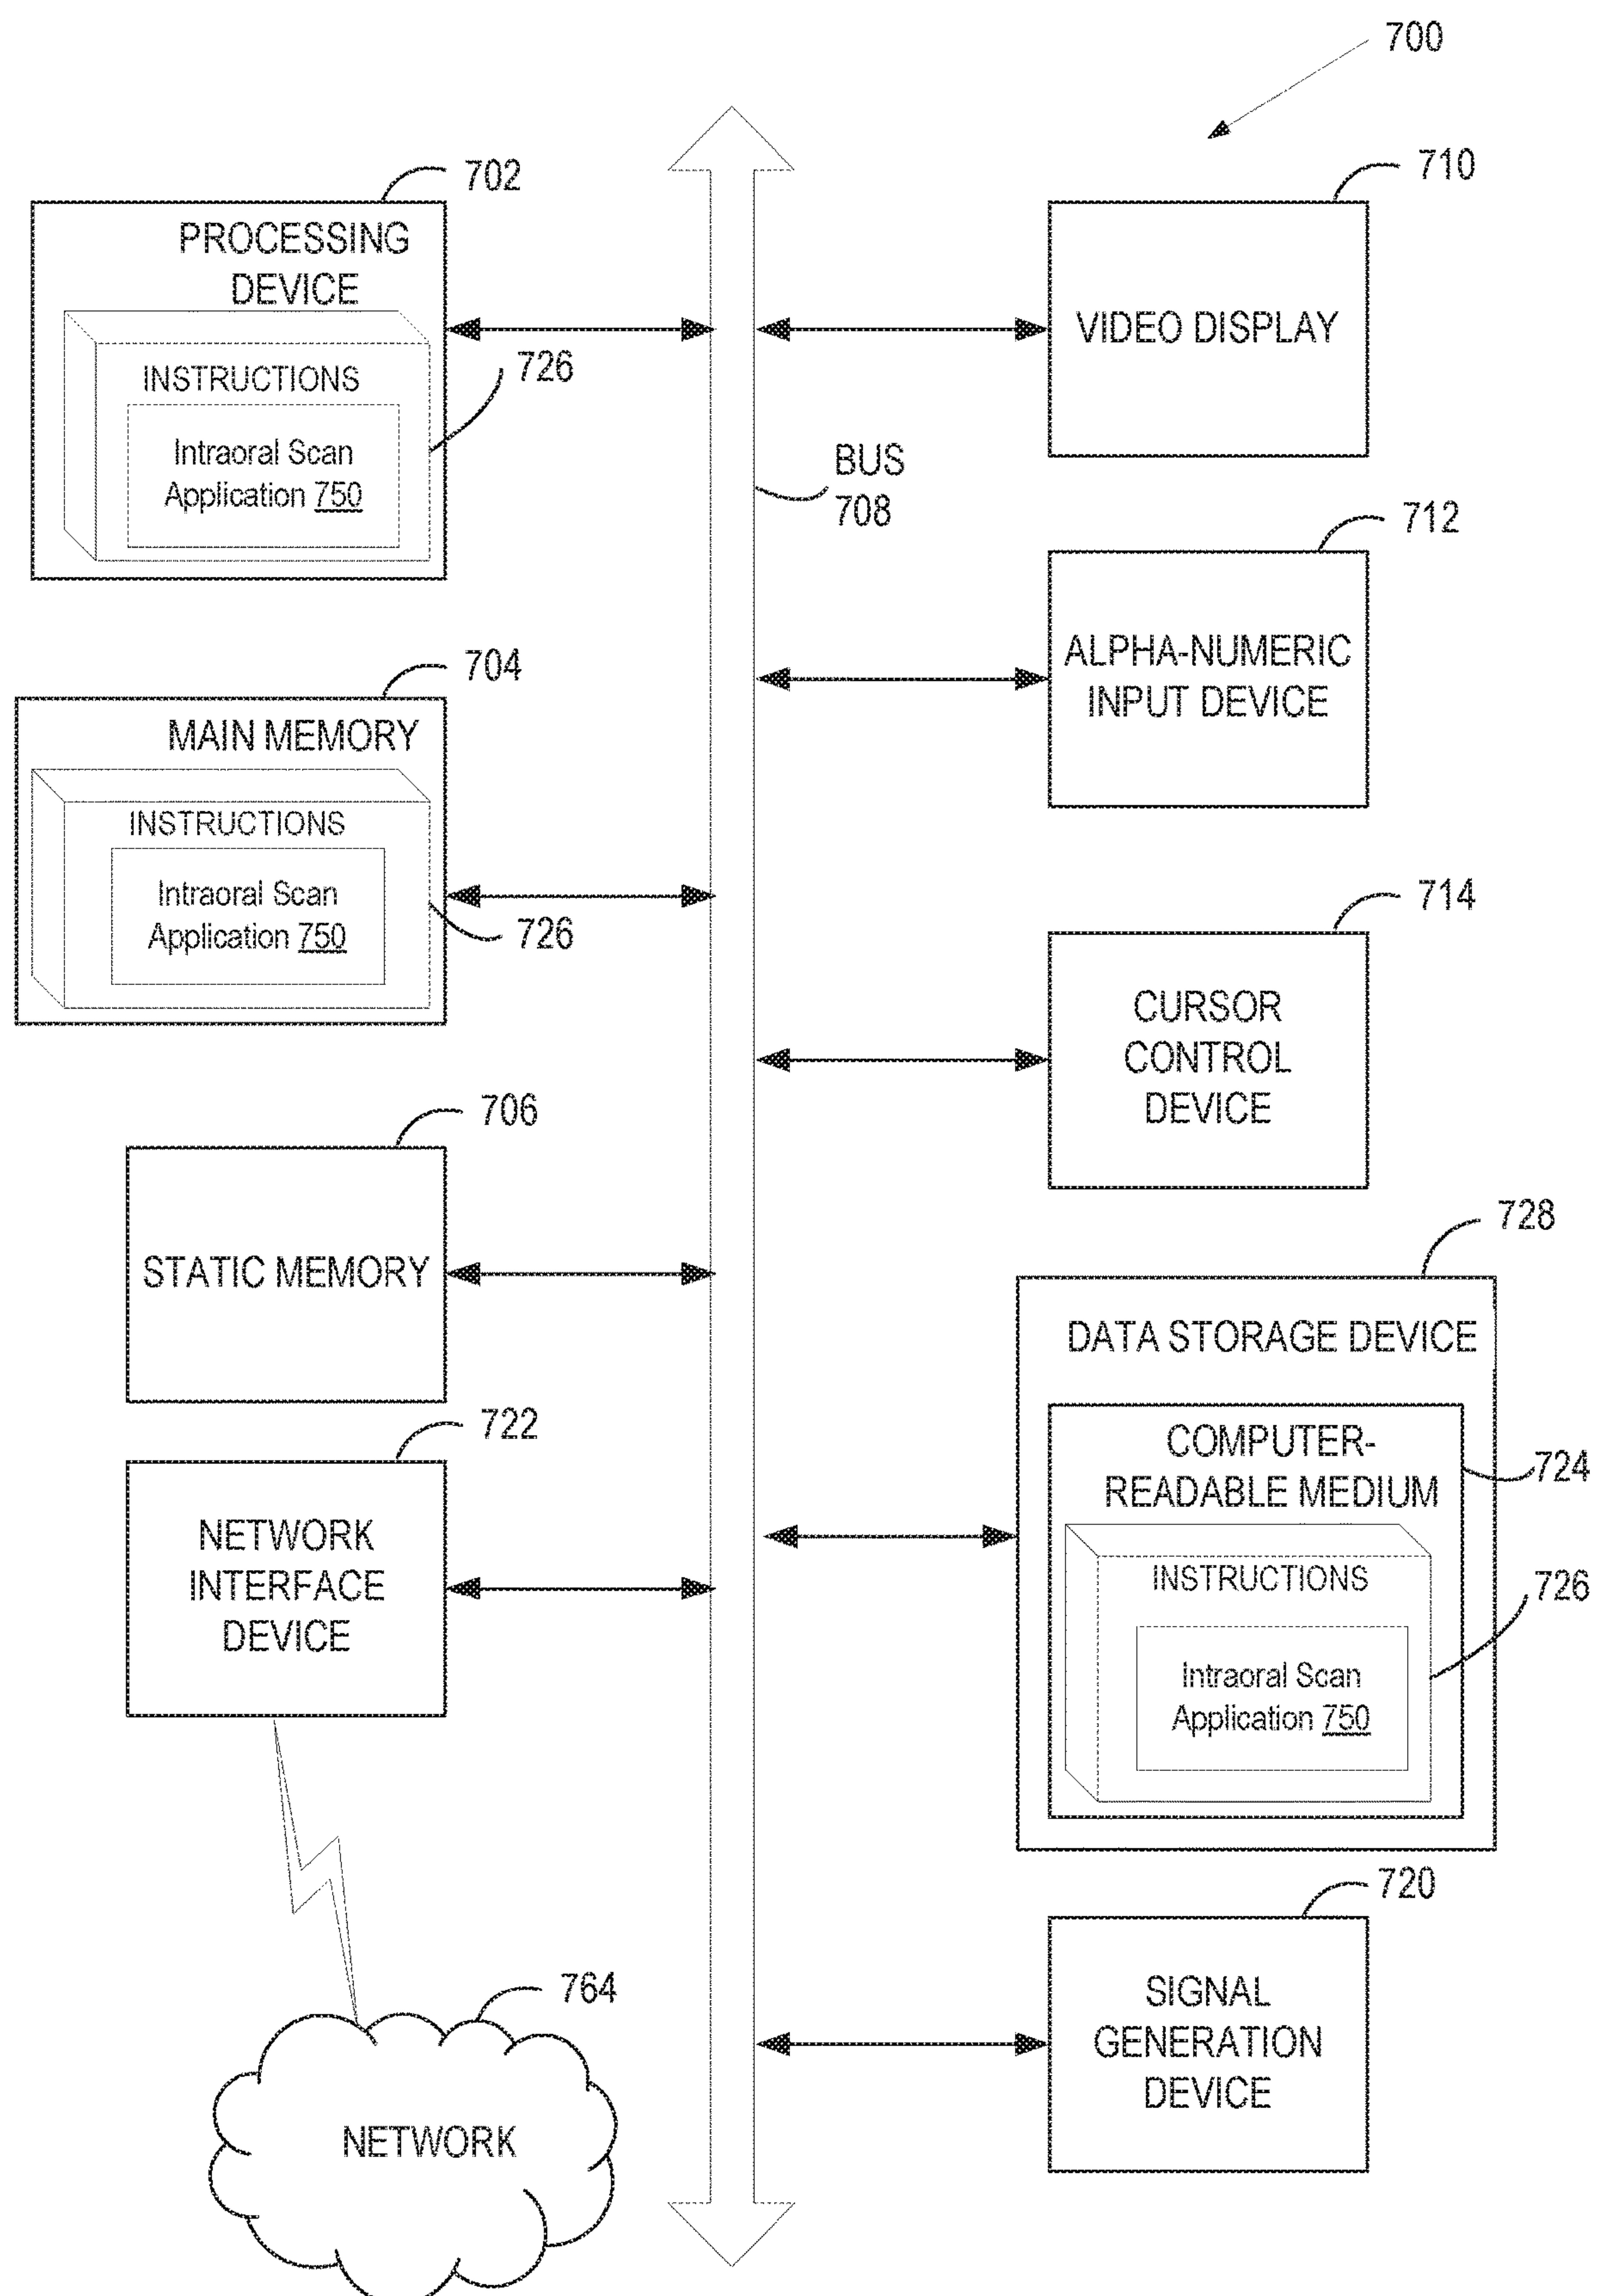 700
702
PROCESSING
DEVICE
INSTRUCTIONS
726
Intraoral Scan
Application 750
704
MAIN MEMORY
INSTRUCTIONS
Intraoral Scan
Application 750
726
706
STATIC MEMORY
722
NETWORK
INTERFACE
DEVICE
764
NETWORK
BUS
708
710
VIDEO DISPLAY
712
ALPHA-NUMERIC
INPUT DEVICE
714
CURSOR
CONTROL
DEVICE
728
DATA STORAGE DEVICE
COMPUTER-
READABLE MEDIUM
724
INSTRUCTIONS
726
Intraoral Scan
Application 750
720
SIGNAL
GENERATION
DEVICE